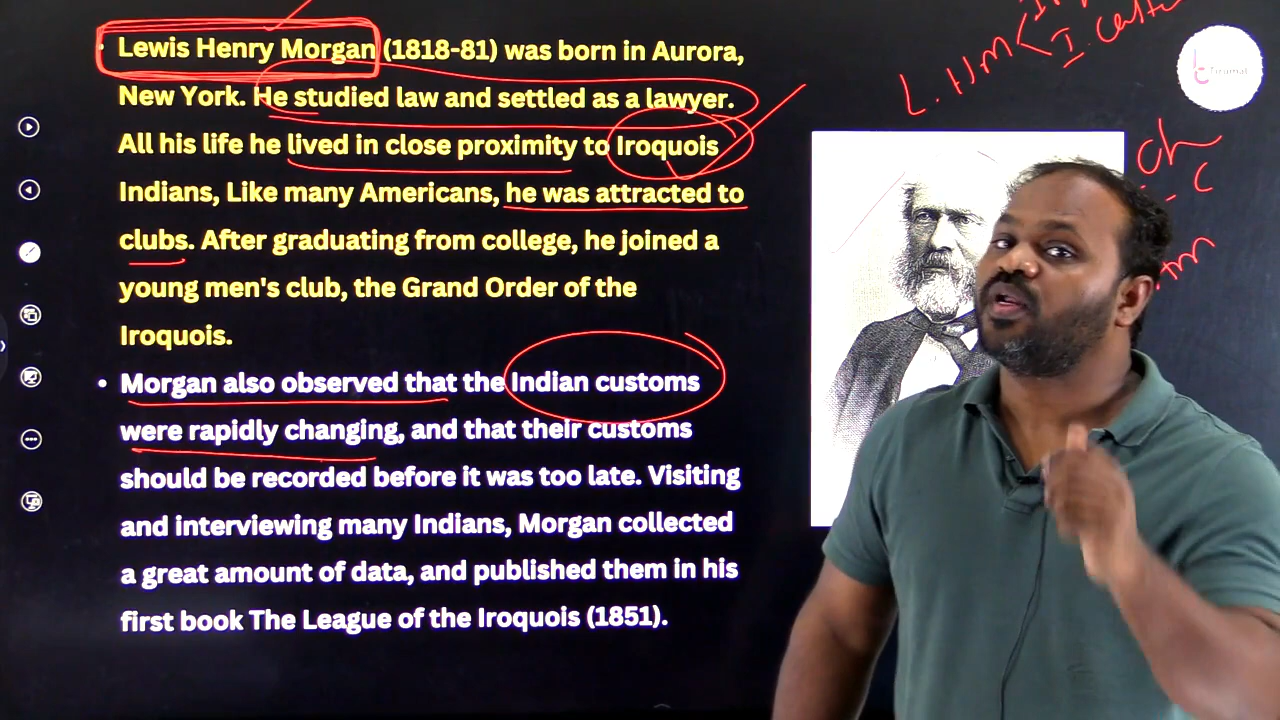 • Lewis Henry Morgan (1818-81) was born in Aurora,
New York. He studied law and settled as a lawyer.
All his life he lived in close proximity to Iroquois
Indians, Like many Americans, he was attracted to
clubs. After graduating from college, he joined a
young men's club, the Grand Order of the
Iroquois.
• Morgan also observed that the Indian customs
were rapidly changing, and that their customs
should be recorded before it was too late. Visiting
and interviewing many Indians, Morgan collected
a great amount of data, and published them in his
first book The League of the Iroquois (1851).
L. HM
Tirumal